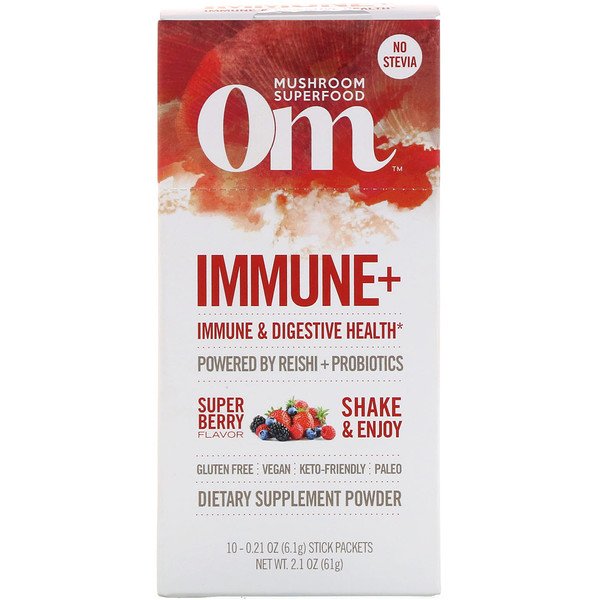 NO
STEVIA
MUSHROOM
SUPERFOOD
Om™
IMMUNE+
IMMUNE & DIGESTIVE HEALTH*
POWERED BY REISHI + PROBIOTICS
SUPER
BERRY
FLAVOR
SHAKE
& ENJOY
GLUTEN FREE | VEGAN | KETO-FRIENDLY | PALEO
DIETARY SUPPLEMENT POWDER
10 - 0.21 OZ (6.1g) STICK PACKETS
NET WT. 2.1 OZ (61g)